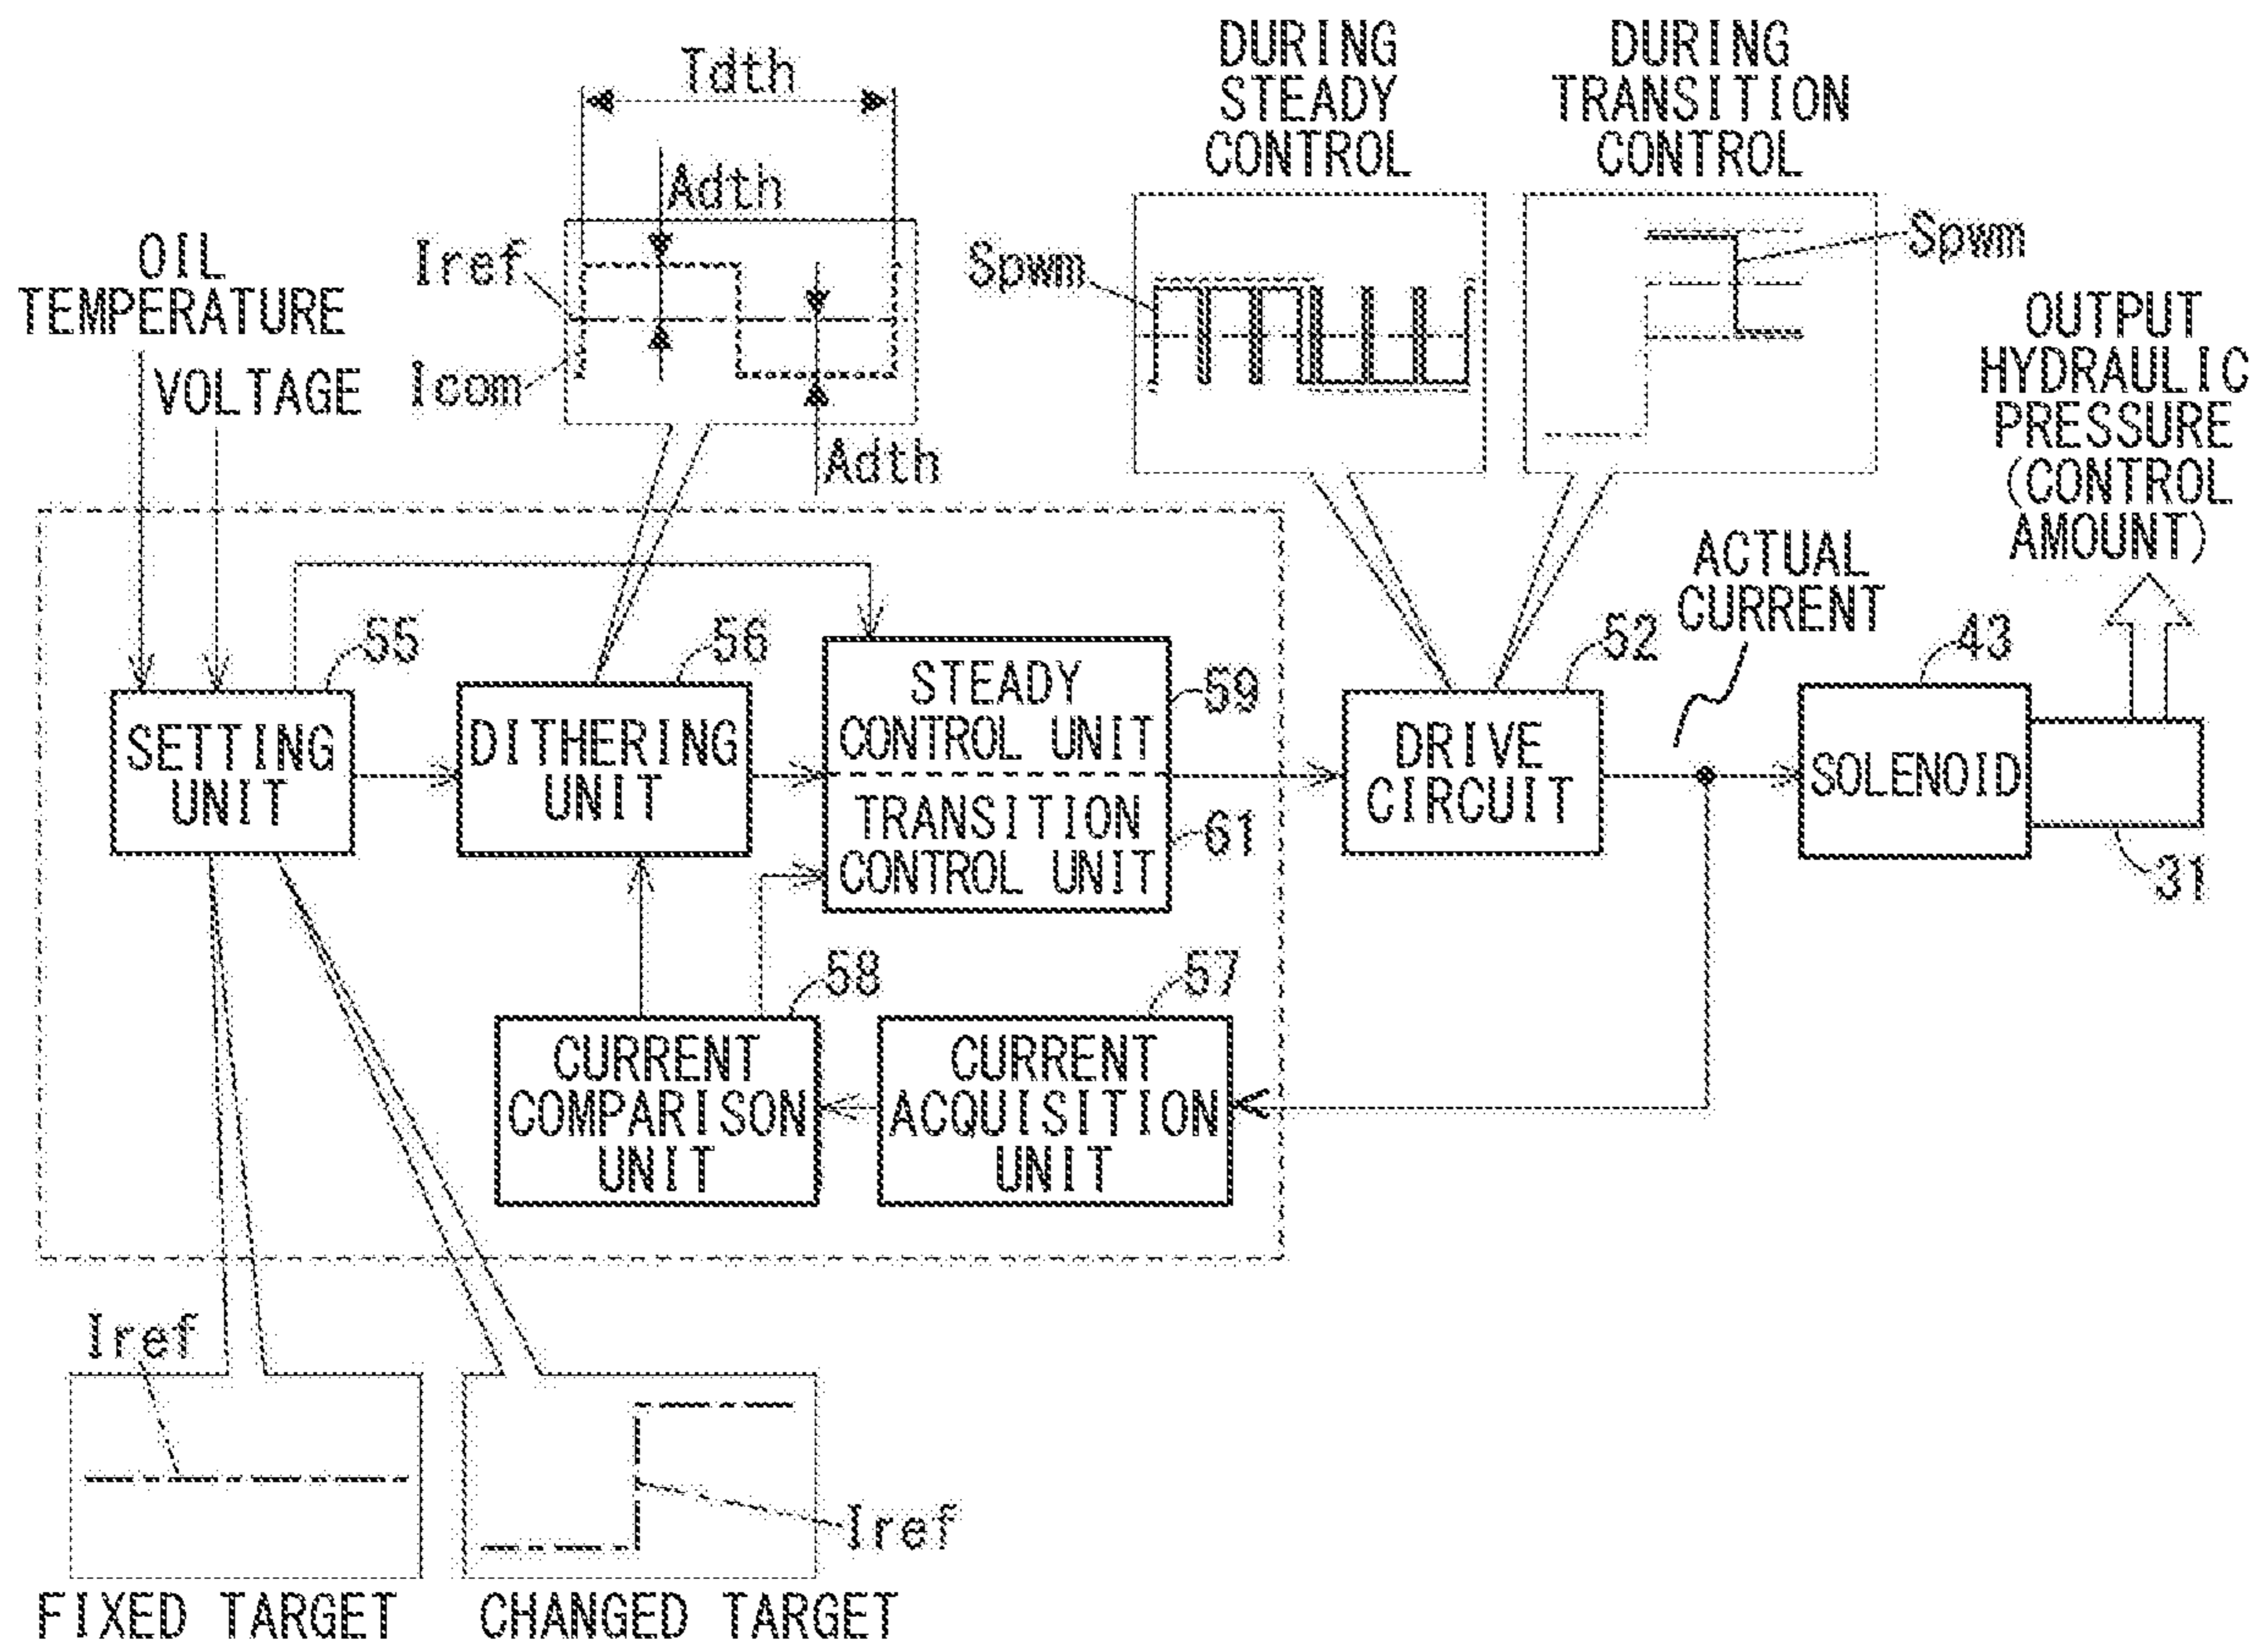 DURING
STEADY
CONTROL
DURING
TRANSITION
CONTROL
Tdth
Adth
Iref
Icom
Adth
Spwm
Spwm
OIL
TEMPERATURE
VOLTAGE
OUTPUT
HYDRAULIC
PRESSURE
(CONTROL
AMOUNT)
ACTUAL
CURRENT
55
SETTING
UNIT
56
DITHERING
UNIT
STEADY
CONTROL UNIT
59
TRANSITION
CONTROL UNIT
61
52
DRIVE
CIRCUIT
43
SOLENOID
31
58
CURRENT
COMPARISON
UNIT
57
CURRENT
ACQUISITION
UNIT
Iref
FIXED TARGET
Iref
CHANGED TARGET